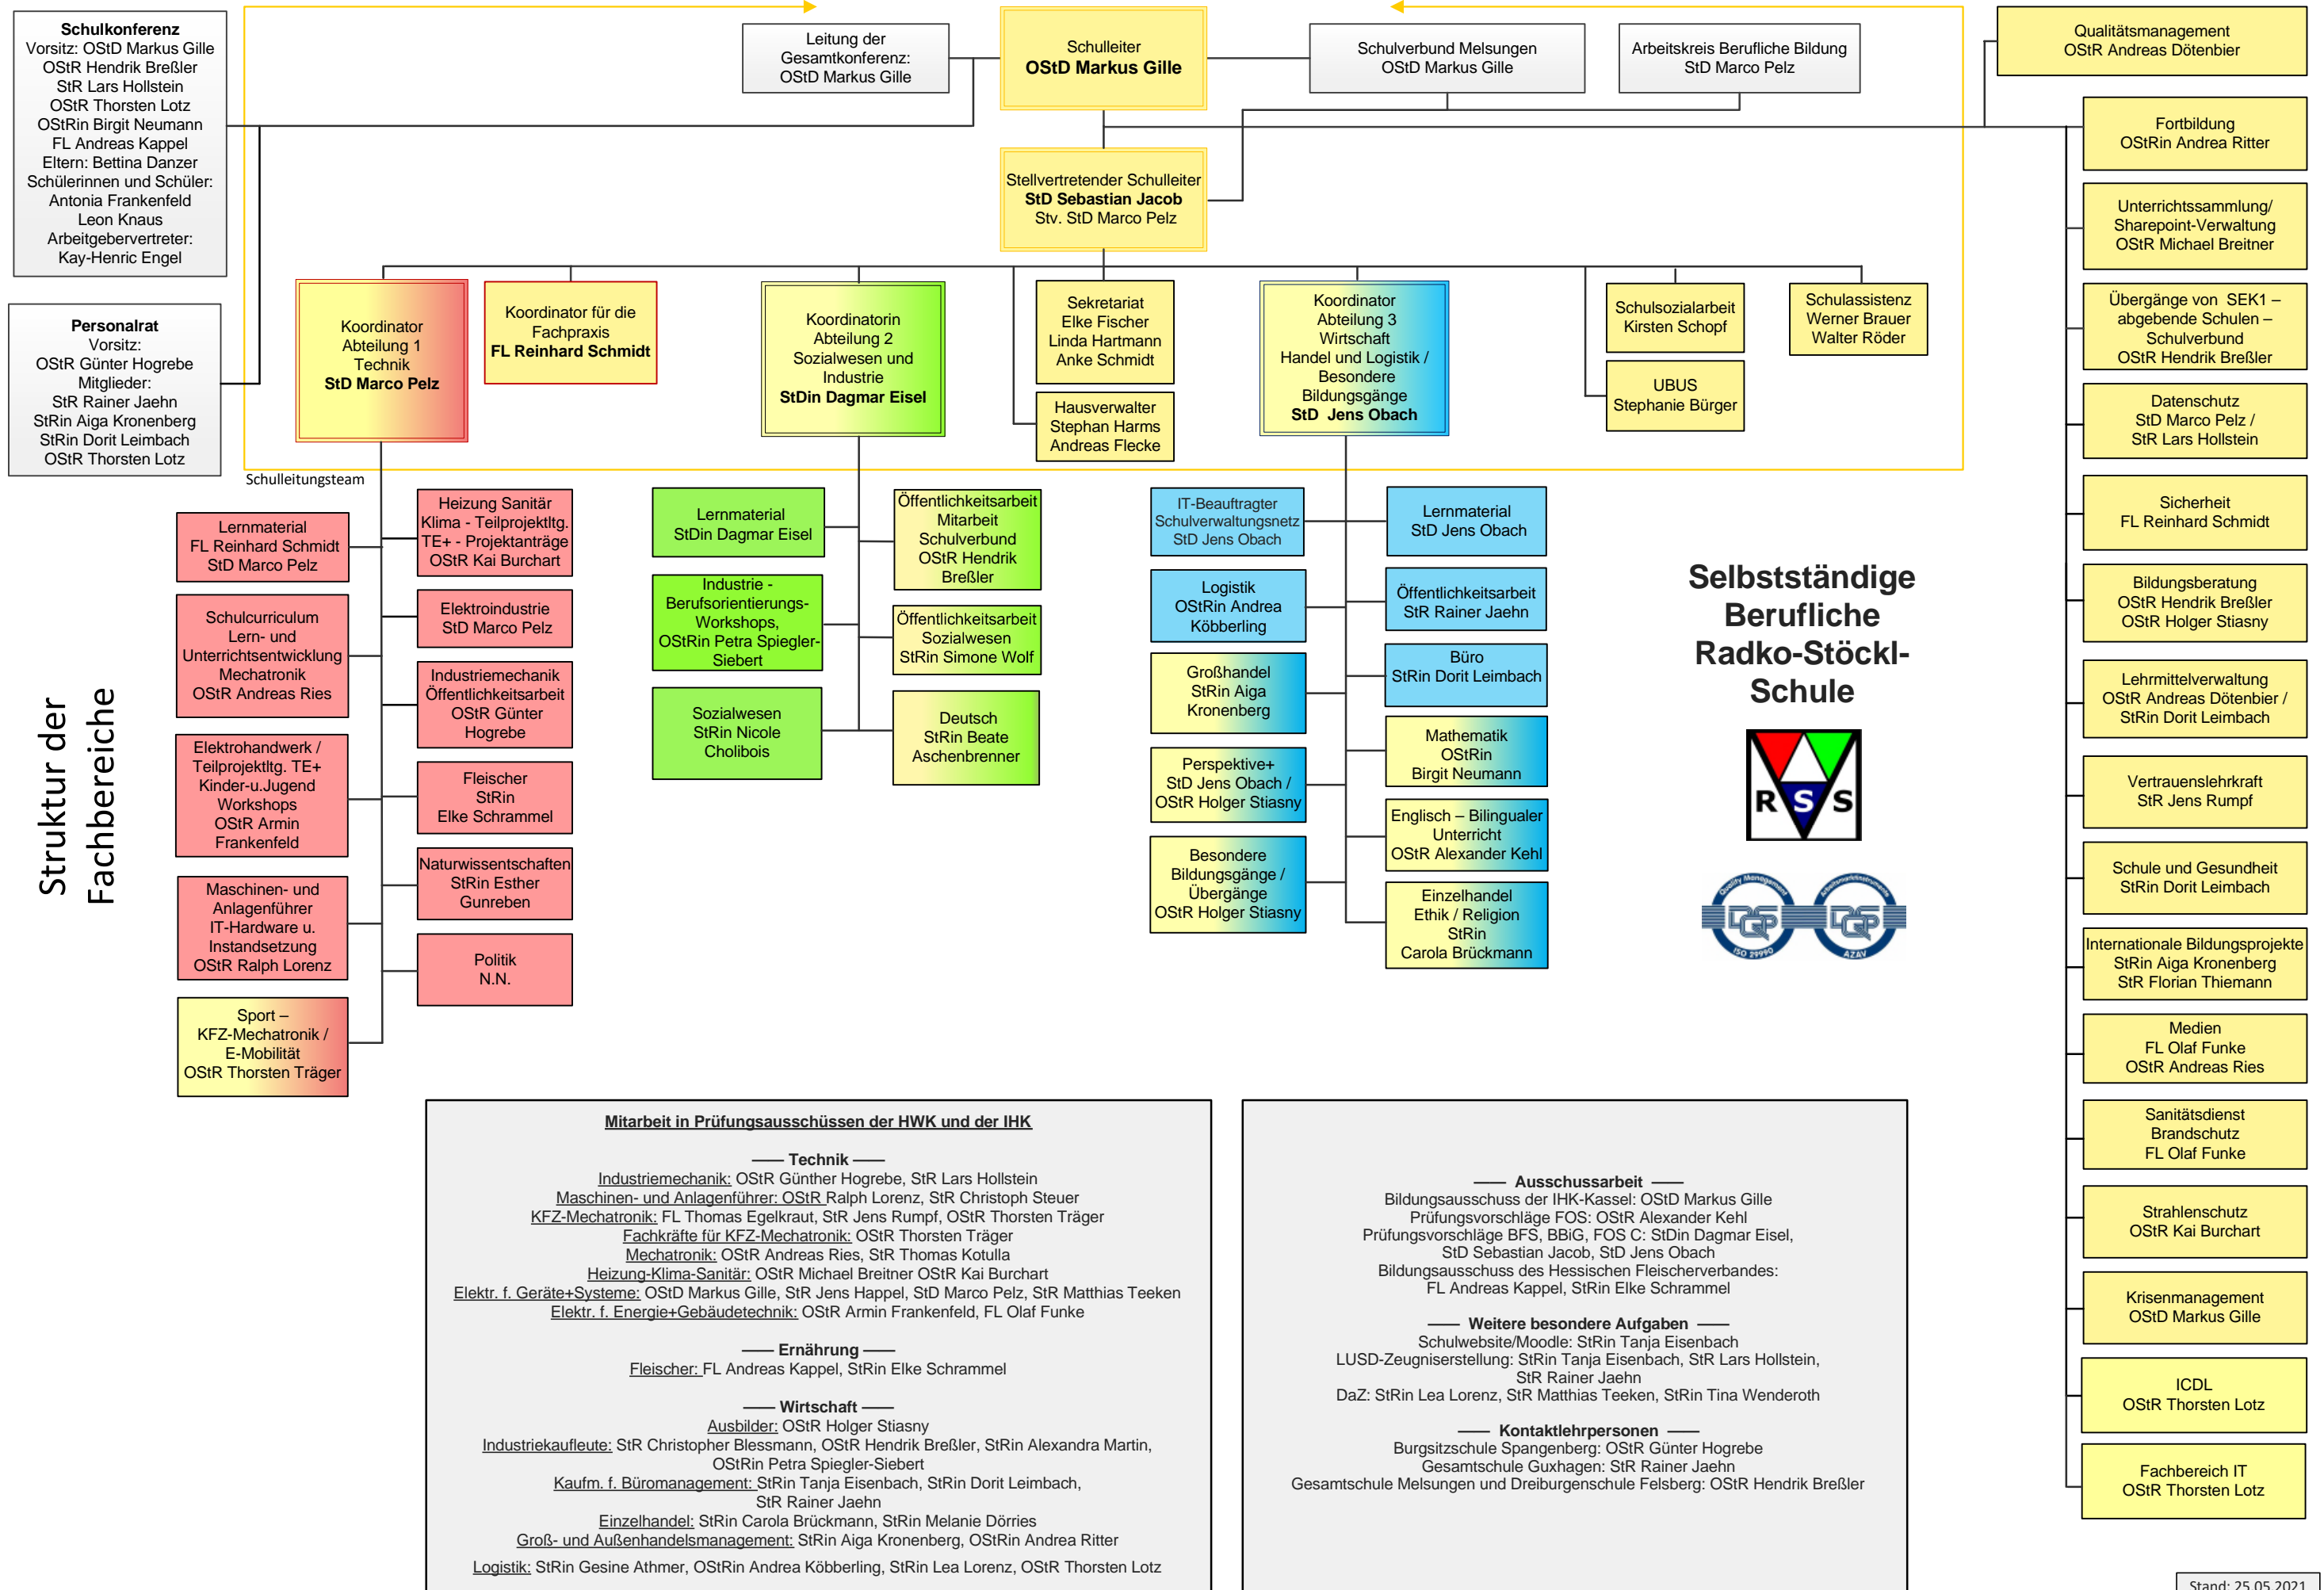 Schulkonferenz
Vorsitz: OStD Markus Gille
OStR Hendrik Breßler
StR Lars Hollstein
OStR Thorsten Lotz
OStRin Birgit Neumann
FL Andreas Kappel
Eltern: Bettina Danzer
Schülerinnen und Schüler:
Antonia Frankenfeld
Leon Knaus
Arbeitgebervertreter:
Kay-Henric Engel
Personalrat
Vorsitz:
OStR Günter Hogrebe
Mitglieder:
StR Rainer Jaehn
StRin Aiga Kronenberg
StRin Dorit Leimbach
OStR Thorsten Lotz
Leitung der
Gesamtkonferenz:
OStD Markus Gille
Schulleiter
OStD Markus Gille
Schulverbund Melsungen
OStD Markus Gille
Arbeitskreis Berufliche Bildung
StD Marco Pelz
Stellvertretender Schulleiter
StD Sebastian Jacob
Stv. StD Marco Pelz
Koordinator
Abteilung 1
Technik
StD Marco Pelz
Koordinator für die
Fachpraxis
FL Reinhard Schmidt
Koordinatorin
Abteilung 2
Sozialwesen und
Industrie
StDin Dagmar Eisel
Sekretariat
Elke Fischer
Linda Hartmann
Anke Schmidt
Hausverwalter
Stephan Harms
Andreas Flecke
Koordinator
Abteilung 3
Wirtschaft
Handel und Logistik /
Besondere
Bildungsgänge
StD  Jens Obach
Schulsozialarbeit
Kirsten Schopf
UBUS
Stephanie Bürger
Schulassistenz
Werner Brauer
Walter Röder
Schulleitungsteam
Struktur der
Fachbereiche
Lernmaterial
FL Reinhard Schmidt
StD Marco Pelz
Schulcurriculum
Lern- und
Unterrichtsentwicklung
Mechatronik
OStR Andreas Ries
Elektrohandwerk /
Teilprojektltg. TE+
Kinder-u.Jugend
Workshops
OStR Armin
Frankenfeld
Maschinen- und
Anlagenführer
IT-Hardware u.
Instandsetzung
OStR Ralph Lorenz
Sport –
KFZ-Mechatronik /
E-Mobilität
OStR Thorsten Träger
Heizung Sanitär
Klima - Teilprojektltg.
TE+ - Projektanträge
OStR Kai Burchart
Elektroindustrie
StD Marco Pelz
Industriemechanik
Öffentlichkeitsarbeit
OStR Günter
Hogrebe
Fleischer
StRin
Elke Schrammel
Naturwissentschaften
StRin Esther
Gunreben
Politik
N.N.
Lernmaterial
StDin Dagmar Eisel
Industrie -
Berufsorientierungs-
Workshops,
OStRin Petra Spiegler-
Siebert
Sozialwesen
StRin Nicole
Cholibois
Öffentlichkeitsarbeit
Mitarbeit
Schulverbund
OStR Hendrik
Breßler
Öffentlichkeitsarbeit
Sozialwesen
StRin Simone Wolf
Deutsch
StRin Beate
Aschenbrenner
IT-Beauftragter
Schulverwaltungsnetz
StD Jens Obach
Logistik
OStRin Andrea
Köbberling
Großhandel
StRin Aiga
Kronenberg
Perspektive+
StD Jens Obach /
OStR Holger Stiasny
Besondere
Bildungsgänge /
Übergänge
OStR Holger Stiasny
Lernmaterial
StD Jens Obach
Öffentlichkeitsarbeit
StR Rainer Jaehn
Büro
StRin Dorit Leimbach
Mathematik
OStRin
Birgit Neumann
Englisch – Bilingualer
Unterricht
OStR Alexander Kehl
Einzelhandel
Ethik / Religion
StRin
Carola Brückmann
Selbstständige
Berufliche
Radko-Stöckl-
Schule
R S S
Quality Management
DQP
ISO 29990
Arbeitsmarktinstrumente
DQP
AZAV
Qualitätsmanagement
OStR Andreas Dötenbier
Fortbildung
OStRin Andrea Ritter
Unterrichtssammlung/
Sharepoint-Verwaltung
OStR Michael Breitner
Übergänge von  SEK1 –
abgebende Schulen –
Schulverbund
OStR Hendrik Breßler
Datenschutz
StD Marco Pelz /
StR Lars Hollstein
Sicherheit
FL Reinhard Schmidt
Bildungsberatung
OStR Hendrik Breßler
OStR Holger Stiasny
Lehrmittelverwaltung
OStR Andreas Dötenbier /
StRin Dorit Leimbach
Vertrauenslehrkraft
StR Jens Rumpf
Schule und Gesundheit
StRin Dorit Leimbach
Internationale Bildungsprojekte
StRin Aiga Kronenberg
StR Florian Thiemann
Medien
FL Olaf Funke
OStR Andreas Ries
Sanitätsdienst
Brandschutz
FL Olaf Funke
Strahlenschutz
OStR Kai Burchart
Krisenmanagement
OStD Markus Gille
ICDL
OStR Thorsten Lotz
Fachbereich IT
OStR Thorsten Lotz
Mitarbeit in Prüfungsausschüssen der HWK und der IHK
—— Technik ——
Industriemechanik: OStR Günther Hogrebe, StR Lars Hollstein
Maschinen- und Anlagenführer: OStR Ralph Lorenz, StR Christoph Steuer
KFZ-Mechatronik: FL Thomas Egelkraut, StR Jens Rumpf, OStR Thorsten Träger
Fachkräfte für KFZ-Mechatronik: OStR Thorsten Träger
Mechatronik: OStR Andreas Ries, StR Thomas Kotulla
Heizung-Klima-Sanitär: OStR Michael Breitner OStR Kai Burchart
Elektr. f. Geräte+Systeme: OStD Markus Gille, StR Jens Happel, StD Marco Pelz, StR Matthias Teeken
Elektr. f. Energie+Gebäudetechnik: OStR Armin Frankenfeld, FL Olaf Funke
—— Ernährung ——
Fleischer: FL Andreas Kappel, StRin Elke Schrammel
—— Wirtschaft ——
Ausbilder: OStR Holger Stiasny
Industriekaufleute: StR Christopher Blessmann, OStR Hendrik Breßler, StRin Alexandra Martin,
OStRin Petra Spiegler-Siebert
Kaufm. f. Büromanagement: StRin Tanja Eisenbach, StRin Dorit Leimbach,
StR Rainer Jaehn
Einzelhandel: StRin Carola Brückmann, StRin Melanie Dörries
Groß- und Außenhandelsmanagement: StRin Aiga Kronenberg, OStRin Andrea Ritter
Logistik: StRin Gesine Athmer, OStRin Andrea Köbberling, StRin Lea Lorenz, OStR Thorsten Lotz
—— Ausschussarbeit ——
Bildungsausschuss der IHK-Kassel: OStD Markus Gille
Prüfungsvorschläge FOS: OStR Alexander Kehl
Prüfungsvorschläge BFS, BBiG, FOS C: StDin Dagmar Eisel,
StD Sebastian Jacob, StD Jens Obach
Bildungsausschuss des Hessischen Fleischerverbandes:
FL Andreas Kappel, StRin Elke Schrammel
—— Weitere besondere Aufgaben ——
Schulwebsite/Moodle: StRin Tanja Eisenbach
LUSD-Zeugniserstellung: StRin Tanja Eisenbach, StR Lars Hollstein,
StR Rainer Jaehn
DaZ: StRin Lea Lorenz, StR Matthias Teeken, StRin Tina Wenderoth
—— Kontaktlehrpersonen ——
Burgsitzschule Spangenberg: OStR Günter Hogrebe
Gesamtschule Guxhagen: StR Rainer Jaehn
Gesamtschule Melsungen und Dreiburgenschule Felsberg: OStR Hendrik Breßler
Stand: 25.05.2021